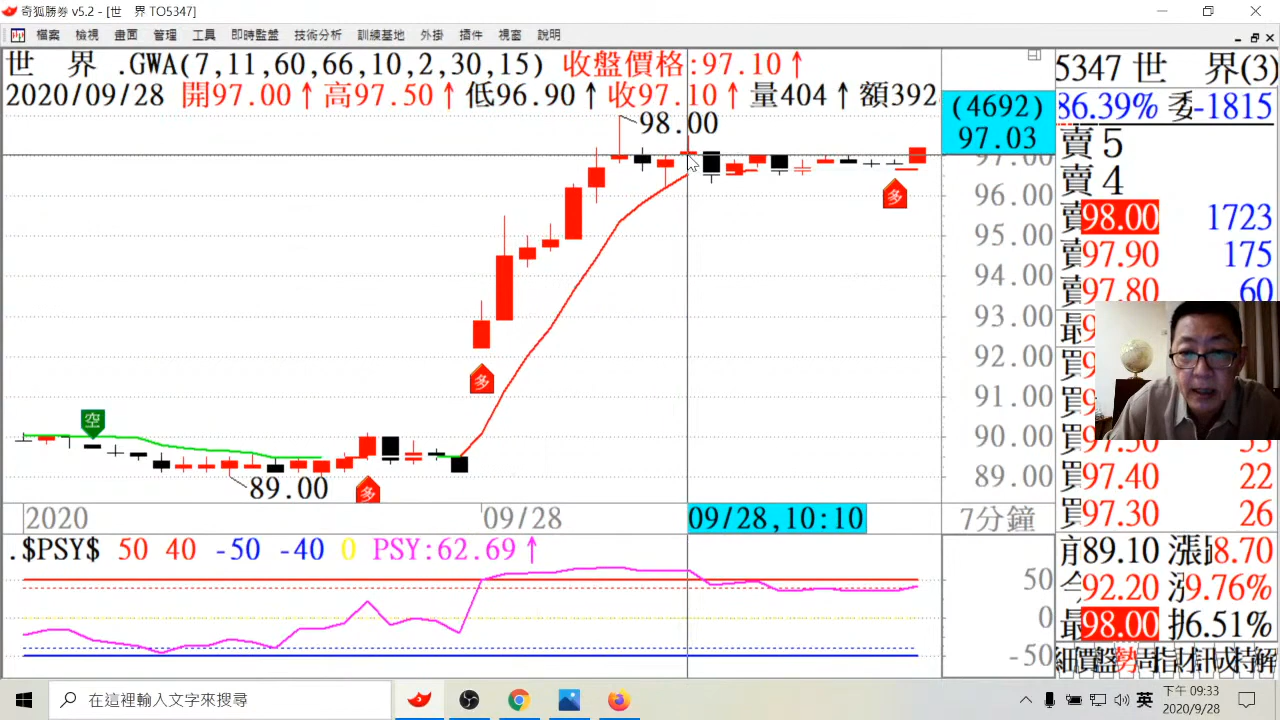 奇狐勝券 v5.2 - [世　界 TO5347]
檔案 檢視 畫面 管理 工具 即時監盤 技術分析 訓練基地 外掛 插件 視窗 說明
世　界 .GWA(7,11,60,66,10,2,30,15) 收盤價格:97.10↑
2020/09/28 開97.00↑高97.50↑低96.90↑收97.10↑量404↑額392
98.00
(4692)
97.03
97.00
96.00
95.00
94.00
93.00
92.00
91.00
90.00
89.00
多
多
空
89.00
多
2020
09/28
09/28,10:10
7分鐘
.$PSY$ 50 40 -50 -40 0 PSY:62.69↑
50
0
-50
5347 世　界(3)
86.39% 委-1815
賣5
賣4
98.00 1723
97.90 175
97.80 60
97.40 22
97.30 26
89.10 8.70
92.20 9.76%
98.00 6.51%
在這裡輸入文字來搜尋
英
下午 09:33
2020/9/28